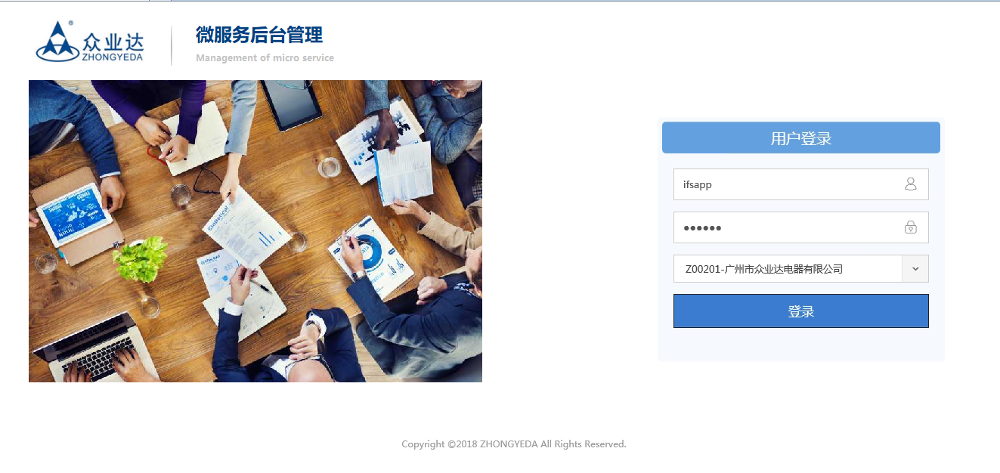 众业达
ZHONGYEDA
®
微服务后台管理
Management of micro service
用户登录
ifsapp
••••••
Z00201-广州市众业达电器有限公司
登录
Copyright ©2018 ZHONGYEDA All Rights Reserved.